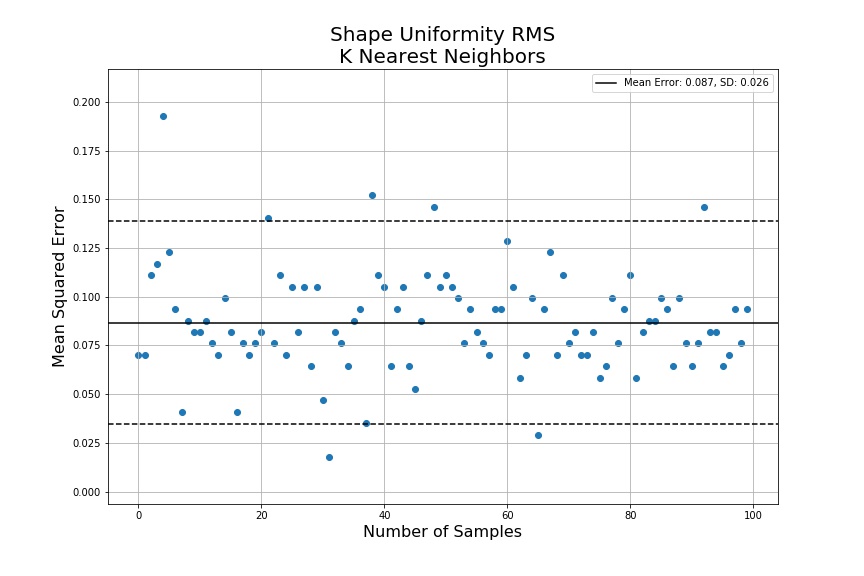 Shape Uniformity RMS
K Nearest Neighbors
Mean Error: 0.087, SD: 0.026
Mean Squared Error
0.200
0.175
0.150
0.125
0.100
0.075
0.050
0.025
0.000
0 20 40 60 80 100
Number of Samples